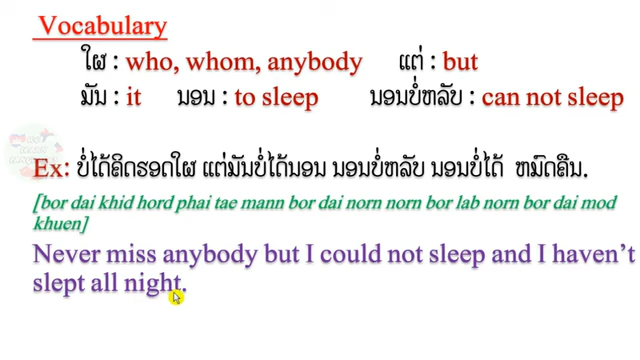 Vocabulary
ໃຜ : who, whom, anybody ແຕ່ : but
ມັນ : it ນອນ : to sleep ນອນບໍ່ຫລັບ : can not sleep
Ex: ບໍ່ໄດ້ຄິດຮອດໃຜ ແຕ່ມັນບໍ່ໄດ້ນອນ ນອນບໍ່ຫລັບ ນອນບໍ່ໄດ້ ຫມົດຄືນ.
[bor dai khid hord phai tae mann bor dai norn norn bor lab norn bor dai mod
khuen]
Never miss anybody but I could not sleep and I haven't
slept all night.